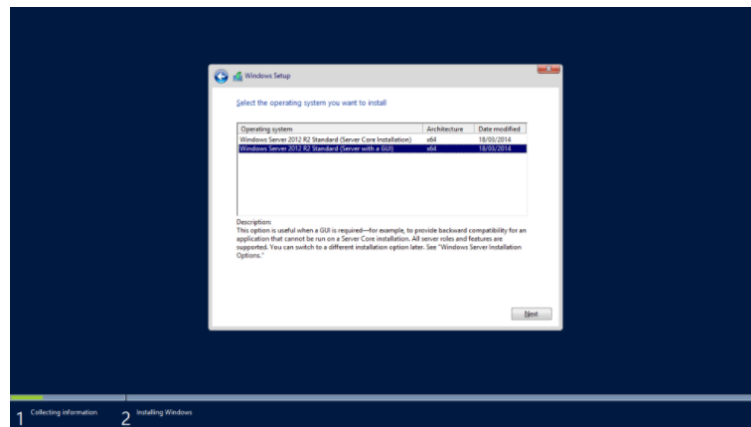 Windows Setup
Select the operating system you want to install
Operating system Architecture Date modified
Windows Server 2012 R2 Standard (Server Core Installation) x64 18/03/2014
Windows Server 2012 R2 Standard (Server with a GUI) x64 18/03/2014
Description:
This option is useful when a GUI is required—for example, to provide backward compatibility for an
application that cannot be run on a Server Core installation. All server roles and features are
supported. You can switch to a different installation option later. See "Windows Server Installation
Options."
Next
1 Collecting information 2 Installing Windows